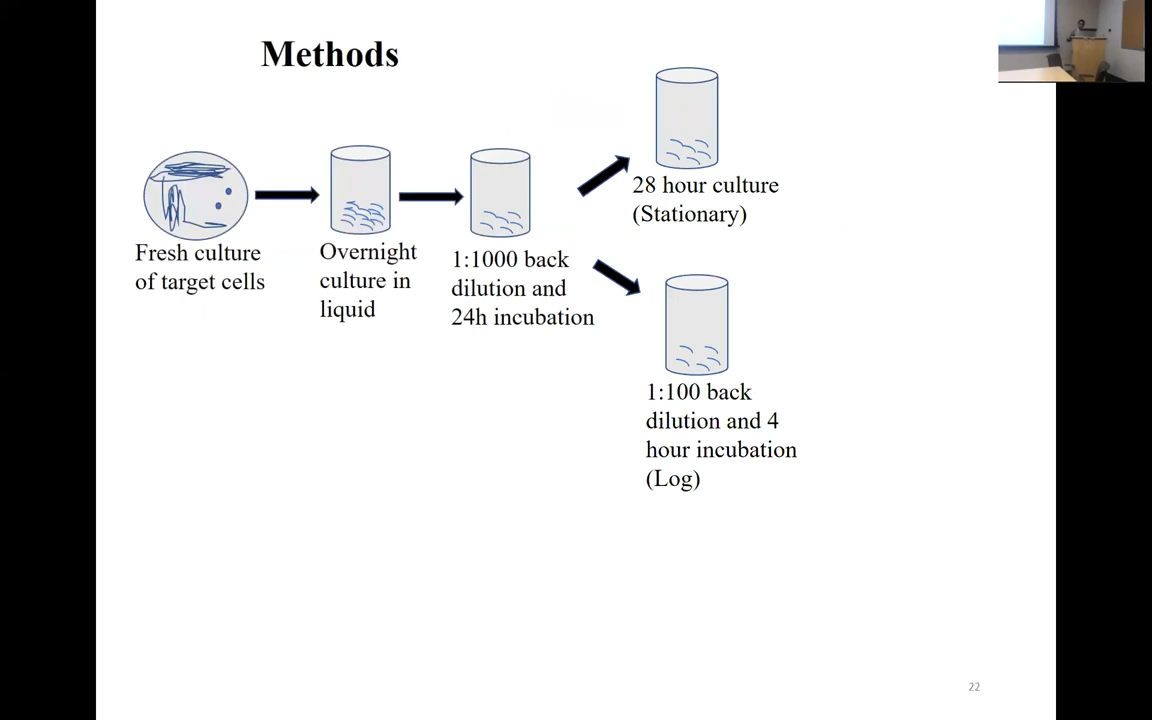 Methods
Fresh culture
of target cells
Overnight
culture in
liquid
1:1000 back
dilution and
24h incubation
28 hour culture
(Stationary)
1:100 back
dilution and 4
hour incubation
(Log)
22